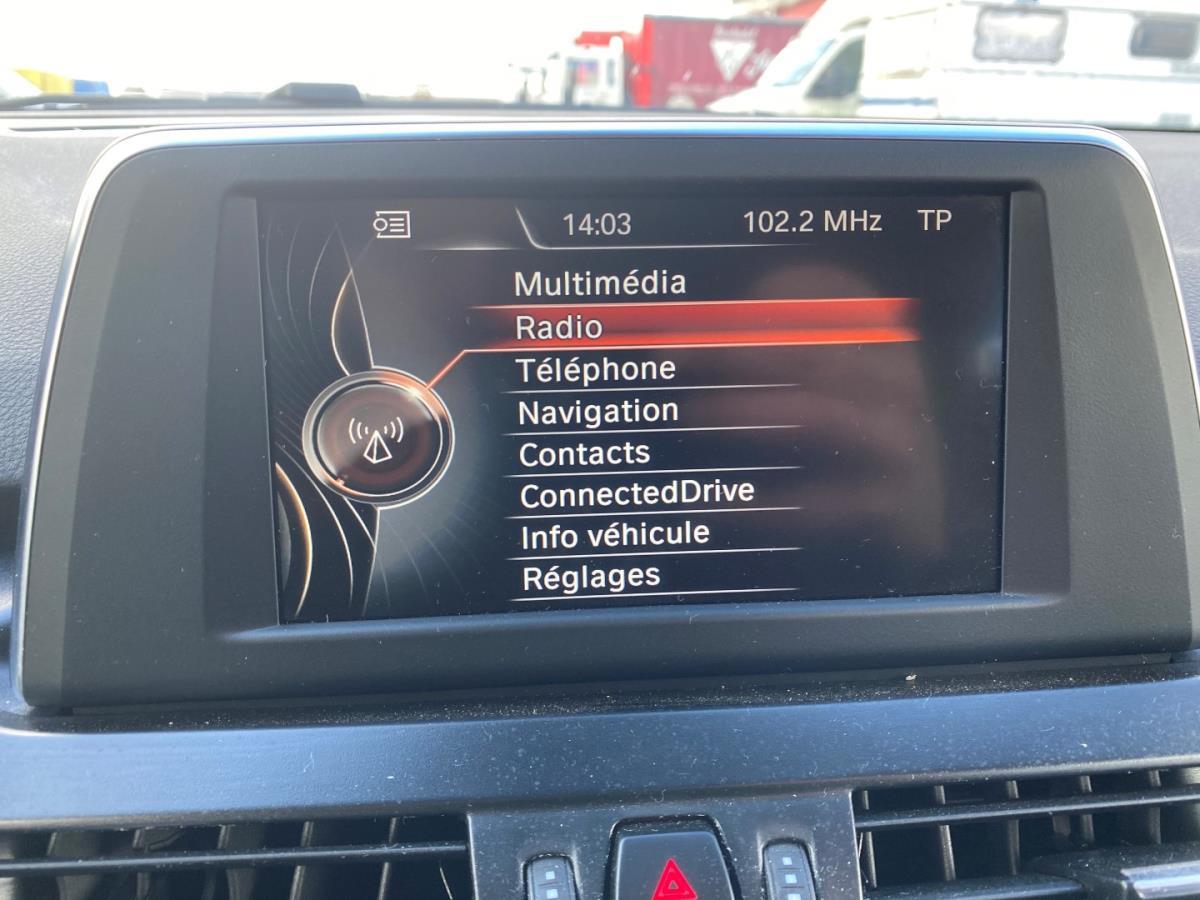 14:03 102.2 MHz TP
Multimédia
Radio
Téléphone
Navigation
Contacts
ConnectedDrive
Info véhicule
Réglages